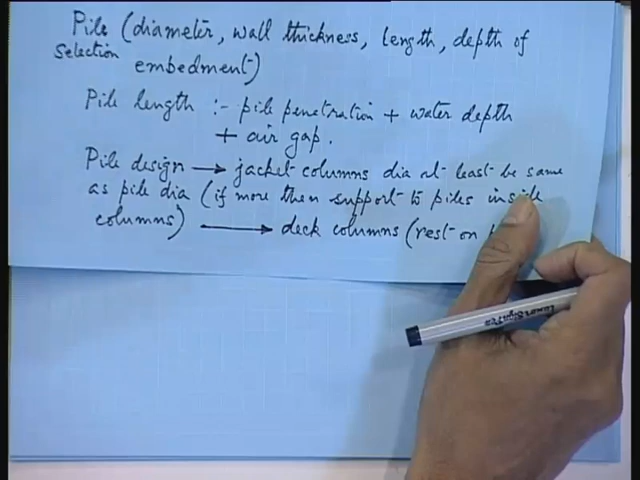 Pile (diameter, wall thickness, length, depth of
selection embedment)
Pile length :- pile penetration + water depth
+ air gap.
Pile design → jacket columns dia at least be same
as pile dia (if more then support to piles inside
columns) → deck columns (rest on